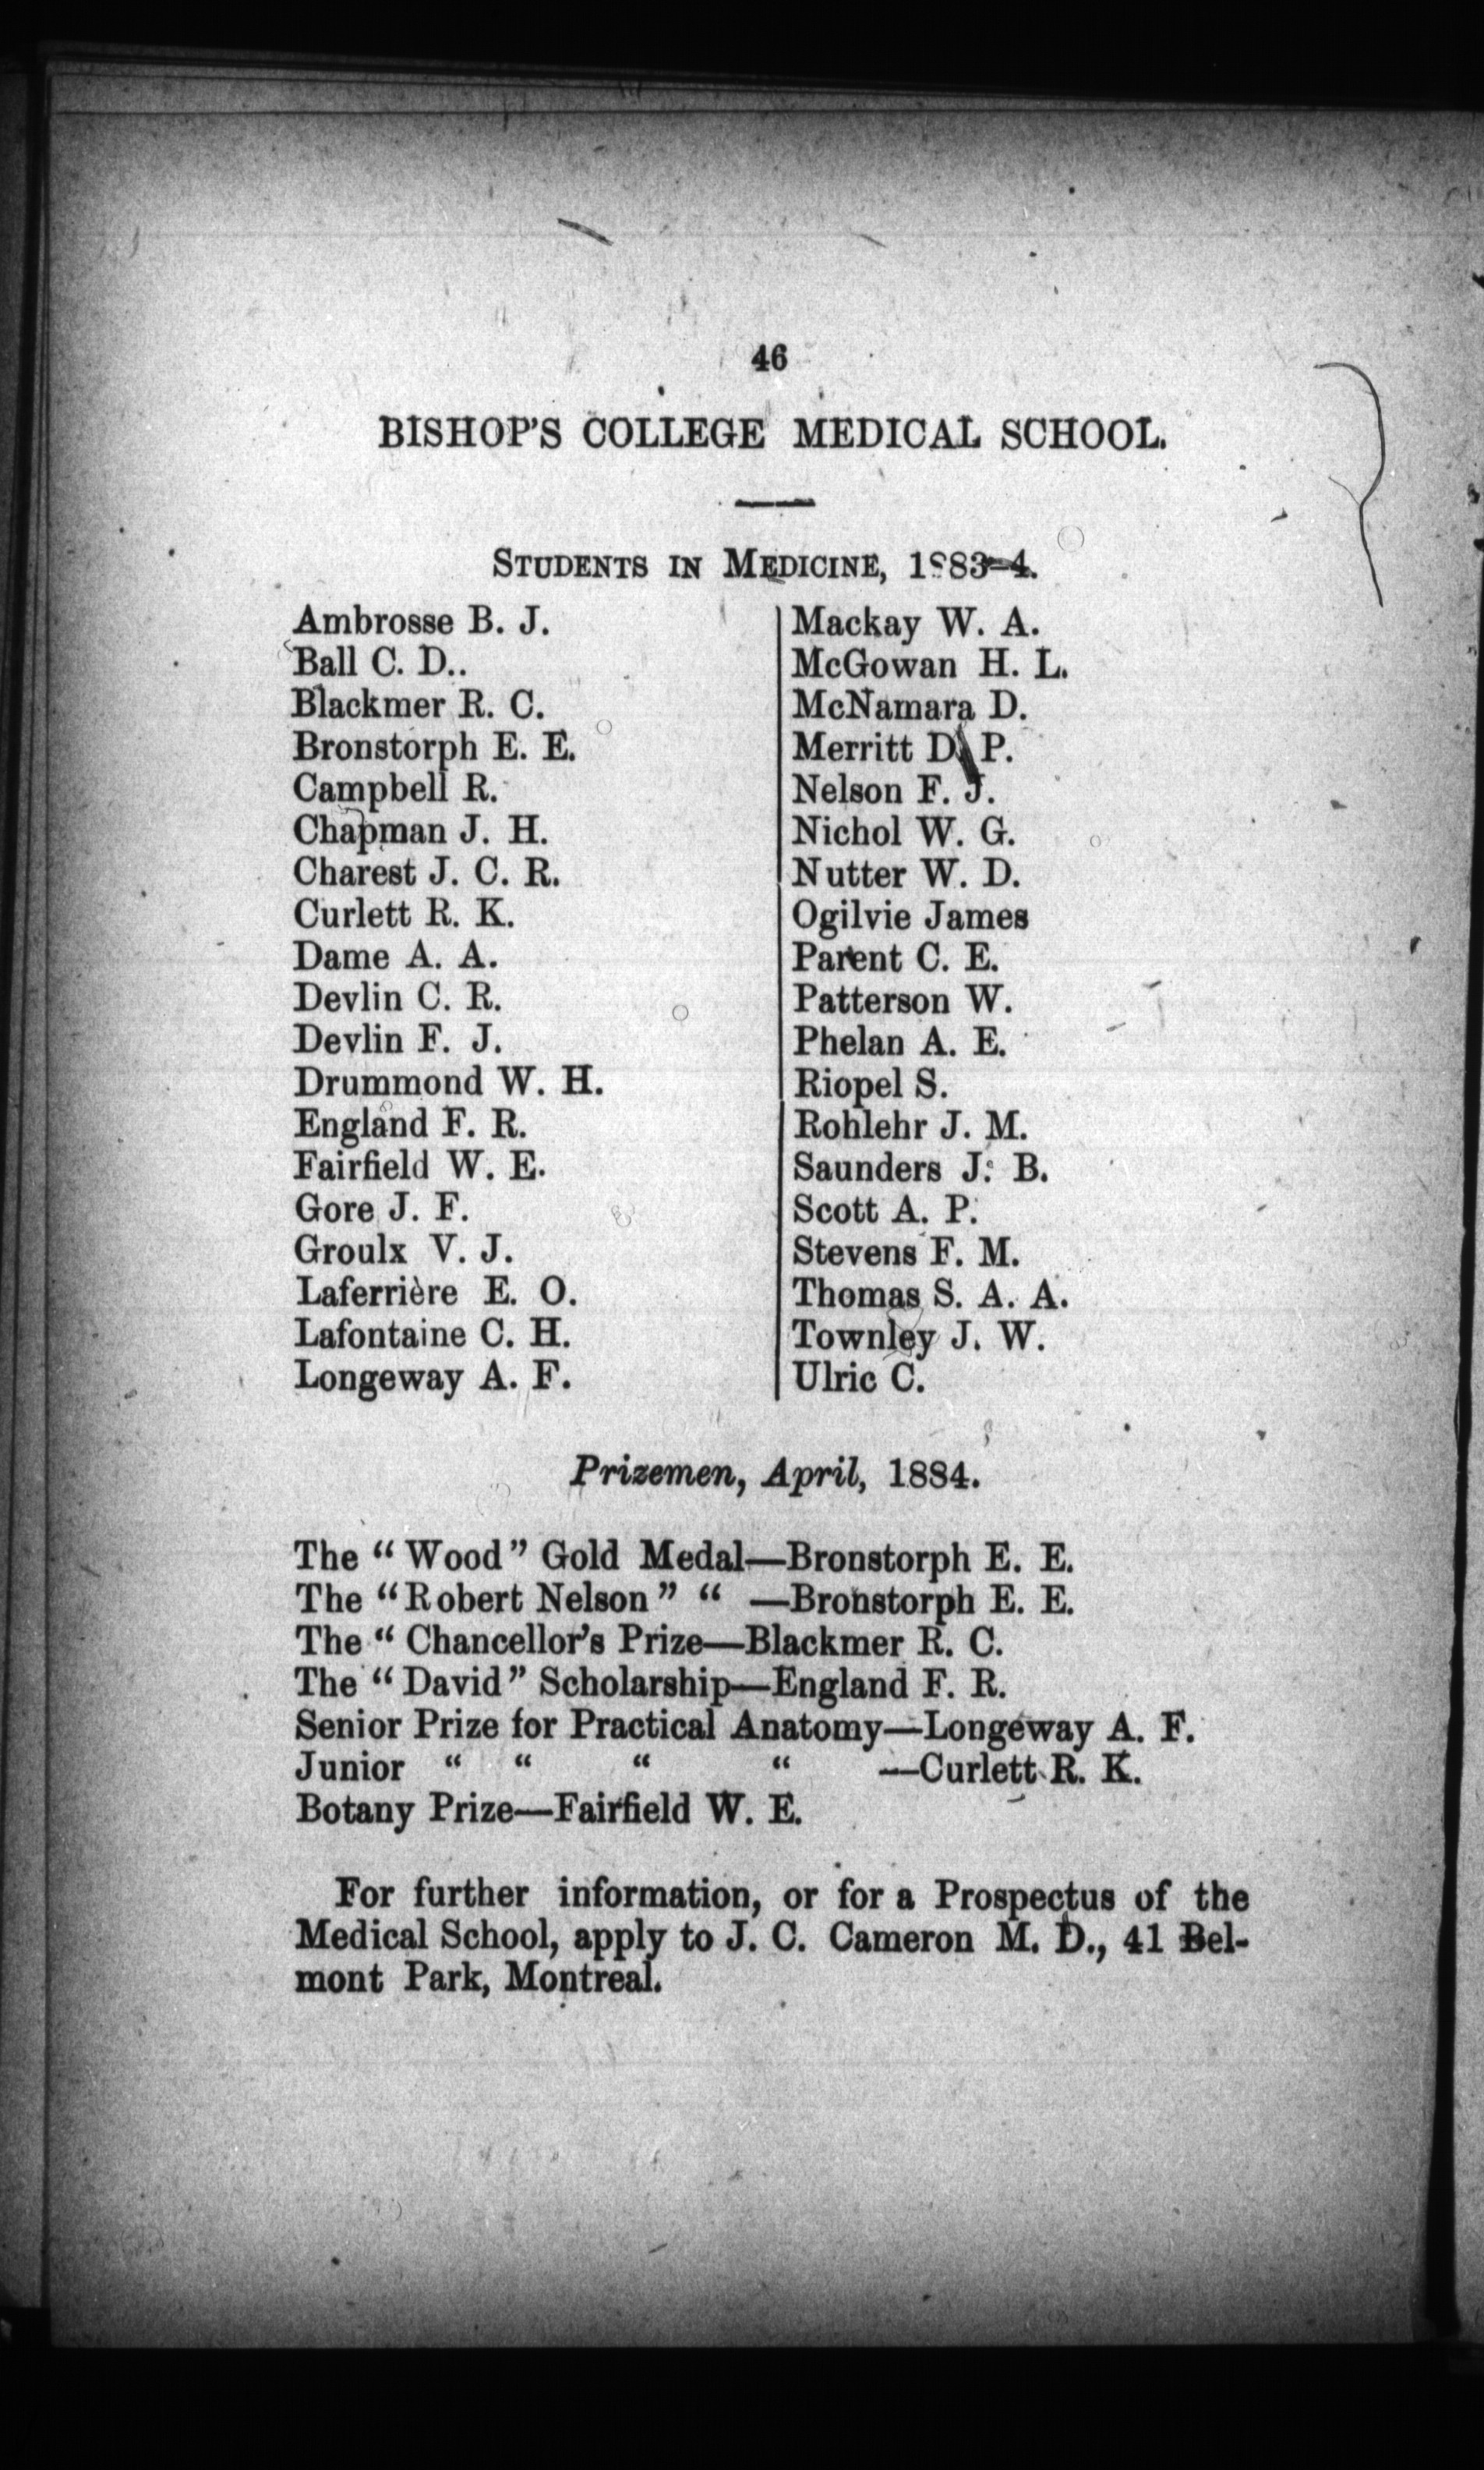 46
BISHOP'S COLLEGE MEDICAL SCHOOL.
STUDENTS IN MEDICINE, 1883-4.
Ambrosse B. J.
Ball C. D..
Blackmer R. C.
Bronstorph E. E.
Campbell R.
Chapman J. H.
Charest J. C. R.
Curlett R. K.
Dame A. A.
Devlin C. R.
Devlin F. J.
Drummond W. H.
England F. R.
Fairfield W. E.
Gore J. F.
Groulx V. J.
Laferrière E. O.
Lafontaine C. H.
Longeway A. F.
Mackay W. A.
McGowan H. L.
McNamara D.
Merritt D. P.
Nelson F. J.
Nichol W. G.
Nutter W. D.
Ogilvie James
Parent C. E.
Patterson W.
Phelan A. E.
Riopel S.
Rohlehr J. M.
Saunders J. B.
Scott A. P.
Stevens F. M.
Thomas S. A. A.
Townley J. W.
Ulric C.
Prizemen, April, 1884.
The “ Wood ” Gold Medal—Bronstorph E. E.
The “ Robert Nelson ” “ —Bronstorph E. E.
The “ Chancellor's Prize—Blackmer R. C.
The “ David ” Scholarship—England F. R.
Senior Prize for Practical Anatomy—Longeway A. F.
Junior “ “ “ “ —Curlett R. K.
Botany Prize—Fairfield W. E.
For further information, or for a Prospectus of the
Medical School, apply to J. C. Cameron M. D., 41 Bel-
mont Park, Montreal.